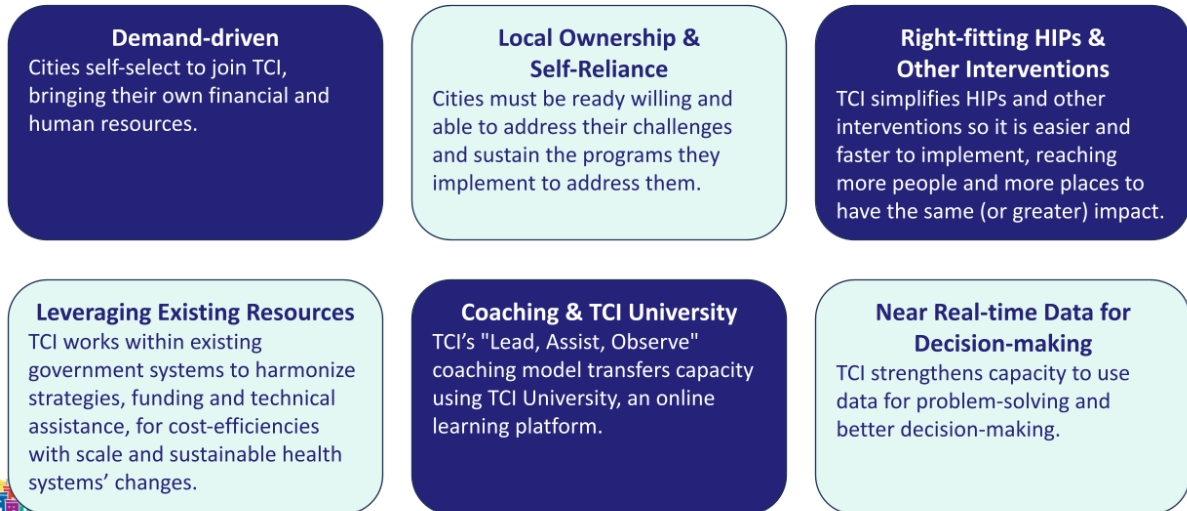 Demand-driven
Cities self-select to join TCI,
bringing their own financial and
human resources.
Local Ownership &
Self-Reliance
Cities must be ready willing and
able to address their challenges
and sustain the programs they
implement to address them.
Right-fitting HIPs &
Other Interventions
TCI simplifies HIPs and other
interventions so it is easier and
faster to implement, reaching
more people and more places to
have the same (or greater) impact.
Leveraging Existing Resources
TCI works within existing
government systems to harmonize
strategies, funding and technical
assistance, for cost-efficiencies
with scale and sustainable health
systems’ changes.
Coaching & TCI University
TCI’s "Lead, Assist, Observe"
coaching model transfers capacity
using TCI University, an online
learning platform.
Near Real-time Data for
Decision-making
TCI strengthens capacity to use
data for problem-solving and
better decision-making.